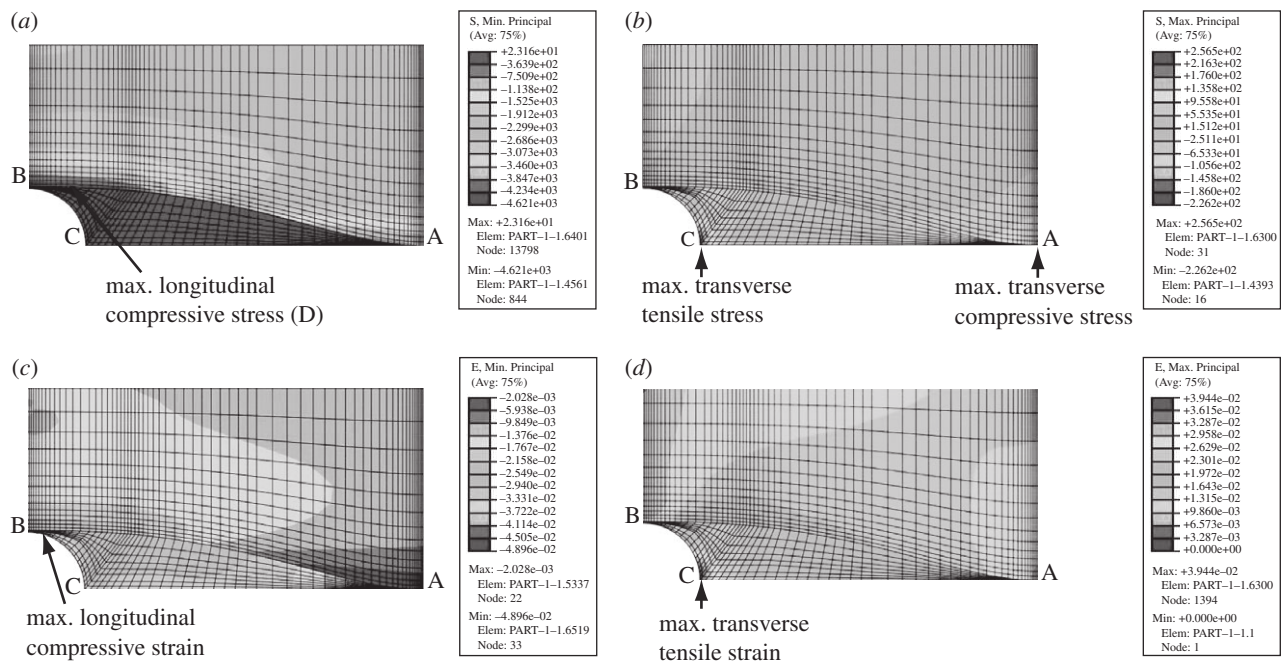 (a)
S, Min. Principal
(Avg: 75%)
+2.316e+01
−3.639e+02
−7.509e+02
−1.138e+02
−1.525e+03
−1.912e+03
−2.299e+03
−2.686e+03
−3.073e+03
−3.460e+03
−3.847e+03
−4.234e+03
−4.621e+03
Max: +2.316e+01
Elem: PART–1–1.6401
Node: 13798
Min: −4.621e+03
Elem: PART–1–1.4561
Node: 844
B
C
A
max. longitudinal
compressive stress (D)
(b)
S, Max. Principal
(Avg: 75%)
+2.565e+02
+2.163e+02
+1.760e+02
+1.358e+02
+9.558e+01
+5.535e+01
+1.512e+01
−2.511e+01
−6.533e+01
−1.056e+02
−1.458e+02
−1.860e+02
−2.262e+02
Max: +2.565e+02
Elem: PART–1–1.6300
Node: 31
Min: −2.262e+02
Elem: PART–1–1.4393
Node: 16
B
C
A
max. transverse
tensile stress
max. transverse
compressive stress
(c)
E, Min. Principal
(Avg: 75%)
−2.028e–03
−5.938e–03
−9.849e–03
−1.376e–02
−1.767e–02
−2.158e–02
−2.549e–02
−2.940e–02
−3.331e–02
−3.722e–02
−4.114e–02
−4.505e–02
−4.896e–02
Max: −2.028e–03
Elem: PART–1–1.5337
Node: 22
Min: −4.896e–02
Elem: PART–1–1.6519
Node: 33
B
C
A
max. longitudinal
compressive strain
(d)
E, Max. Principal
(Avg: 75%)
+3.944e–02
+3.615e–02
+3.287e–02
+2.958e–02
+2.629e–02
+2.301e–02
+1.972e–02
+1.643e–02
+1.315e–02
+9.860e–03
+6.573e–03
+3.287e–03
+0.000e+00
Max: +3.944e–02
Elem: PART–1–1.6300
Node: 1394
Min: +0.000e+00
Elem: PART–1–1.1
Node: 1
B
C
A
max. transverse
tensile strain